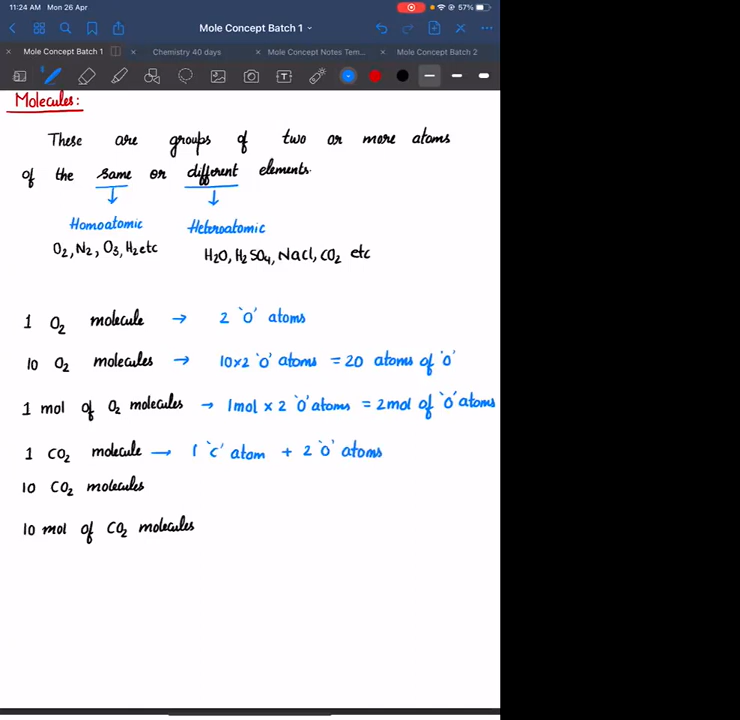 11:24 AM Mon 26 Apr
57%
Mole Concept Batch 1
Mole Concept Batch 1
Chemistry 40 days
Mole Concept Notes Tem...
Mole Concept Batch 2
Molecules:
These are groups of two or more atoms
of the same or different elements.
Homoatomic Heteroatomic
O₂, N₂, O₃, H₂ etc H₂O, H₂SO₄, Nacl, CO₂ etc
1 O₂ molecule → 2 'O' atoms
10 O₂ molecules → 10×2 'O' atoms = 20 atoms of 'O'
1 mol of O₂ molecules → 1mol × 2 'O' atoms = 2mol of 'O' atoms
1 CO₂ molecule → 1 'C' atom + 2 'O' atoms
10 CO₂ molecules
10 mol of CO₂ molecules